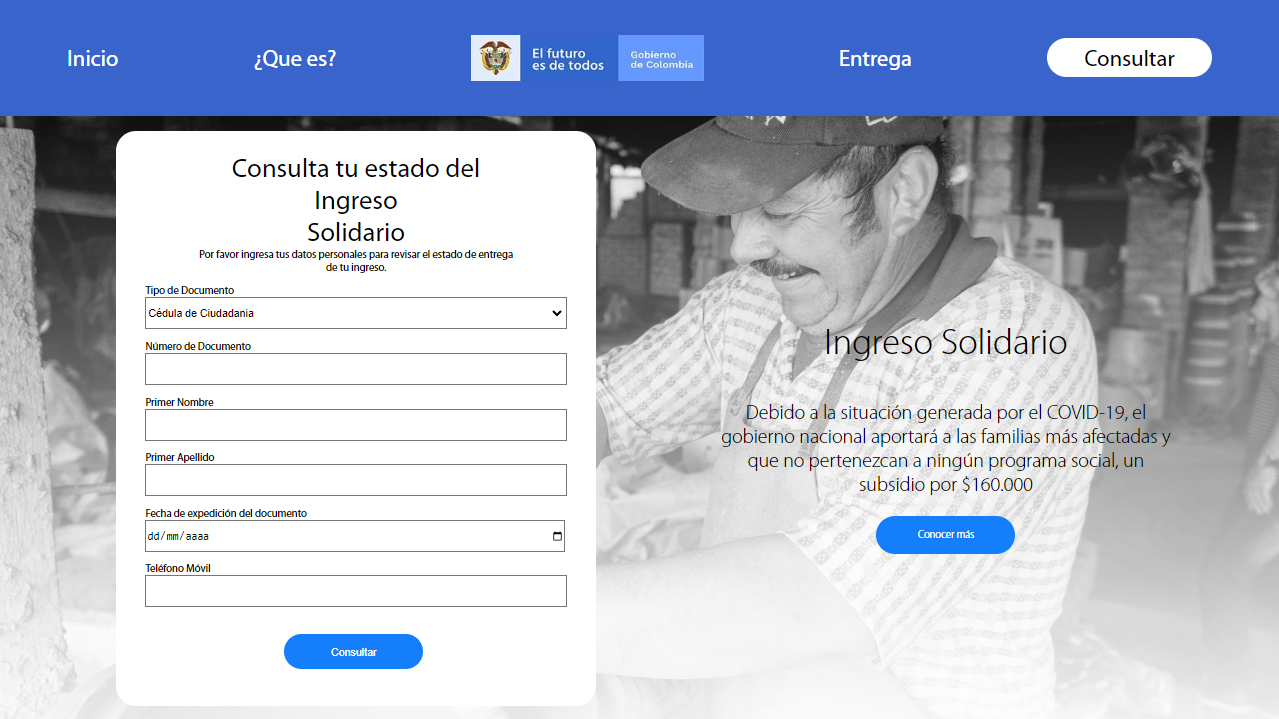 Inicio
¿Que es?
El futuro
es de todos
Gobierno
de Colombia
Entrega
Consultar
Consulta tu estado del
Ingreso
Solidario
Por favor ingresa tus datos personales para revisar el estado de entrega
de tu ingreso.
Tipo de Documento
Cédula de Ciudadania
Número de Documento
Primer Nombre
Primer Apellido
Fecha de expedición del documento
dd/mm/aaaa
Teléfono Móvil
Consultar
Ingreso Solidario
Debido a la situación generada por el COVID-19, el
gobierno nacional aportará a las familias más afectadas y
que no pertenezcan a ningún programa social, un
subsidio por $160.000
Conocer más